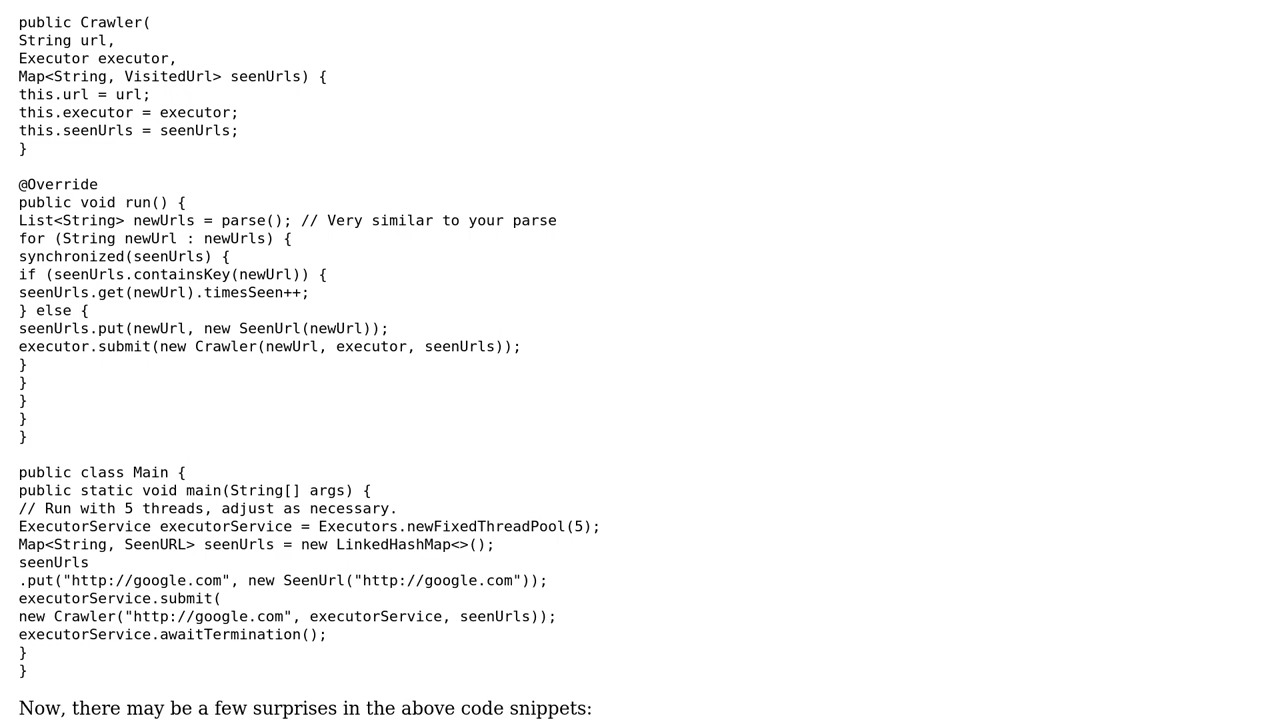 public Crawler(
String url,
Executor executor,
Map<String, VisitedUrl> seenUrls) {
this.url = url;
this.executor = executor;
this.seenUrls = seenUrls;
}

@Override
public void run() {
List<String> newUrls = parse(); // Very similar to your parse
for (String newUrl : newUrls) {
synchronized(seenUrls) {
if (seenUrls.containsKey(newUrl)) {
seenUrls.get(newUrl).timesSeen++;
} else {
seenUrls.put(newUrl, new SeenUrl(newUrl));
executor.submit(new Crawler(newUrl, executor, seenUrls));
}
}
}
}
}

public class Main {
public static void main(String[] args) {
// Run with 5 threads, adjust as necessary.
ExecutorService executorService = Executors.newFixedThreadPool(5);
Map<String, SeenURL> seenUrls = new LinkedHashMap<>();
seenUrls
.put("http://google.com", new SeenUrl("http://google.com"));
executorService.submit(
new Crawler("http://google.com", executorService, seenUrls));
executorService.awaitTermination();
}
}

Now, there may be a few surprises in the above code snippets: